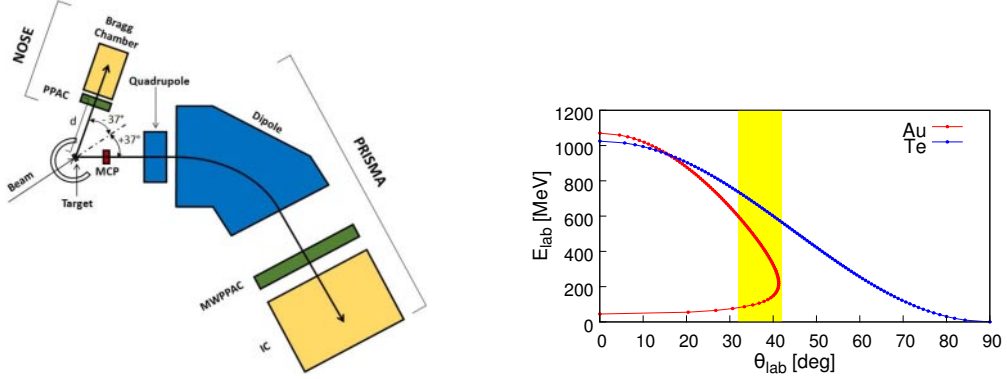 Bragg
Chamber
NOSE
PPAC
d
- 37°
+37°
Quadrupole
Dipole
PRISMA
MCP
Beam
Target
MWPPAC
IC
1200
1000
800
600
400
200
0
E_lab [MeV]
Au
Te
0 10 20 30 40 50 60 70 80 90
θ_lab [deg]